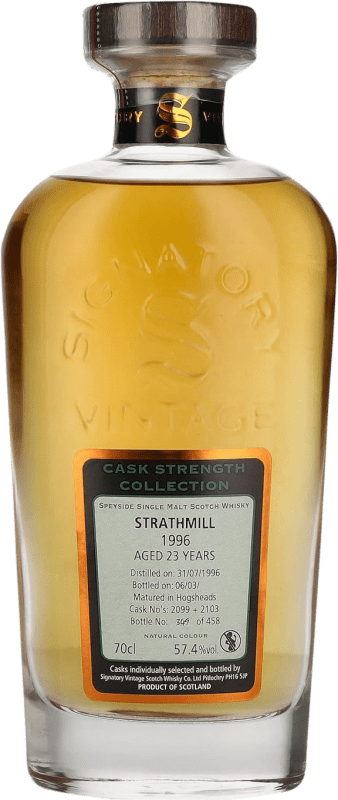 TORY
S
VIN
SIGNATORY
S
VINTAGE
CASK STRENGTH
COLLECTION
SPEYSIDE SINGLE MALT SCOTCH WHISKY
STRATHMILL
1996
AGED 23 YEARS
Distilled on: 31/07/1996
Bottled on: 06/03/
Matured in Hogsheads
Cask No's: 2099 + 2103
Bottle No. 349 of 458
NATURAL COLOUR
70cl 57.4%vol.
Casks individually selected and bottled by
Signatory Vintage Scotch Whisky Co. Ltd Pitlochry PH16 5JP
PRODUCT OF SCOTLAND